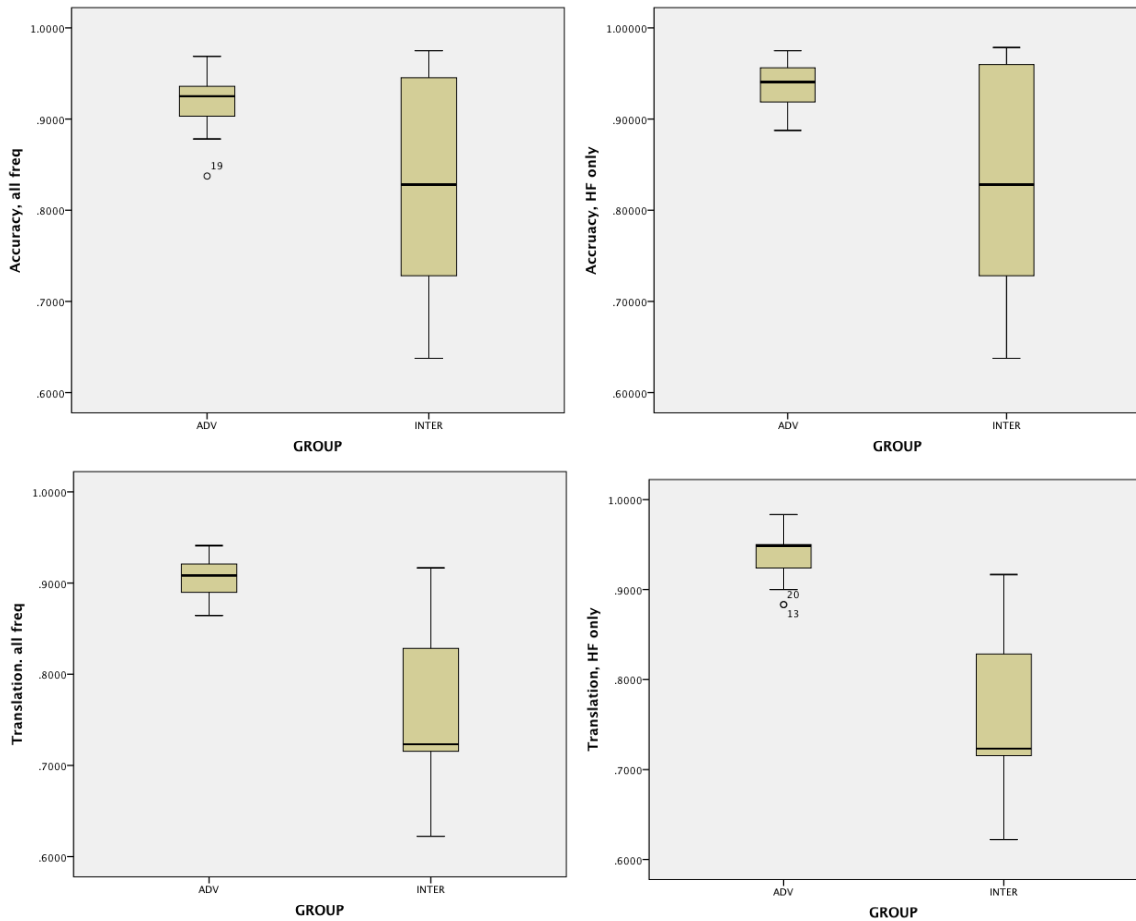 1.0000
.9000
.8000
.7000
.6000
Accuracy, all freq
19
ADV
INTER
GROUP
1.00000
.90000
.80000
.70000
.60000
Accruacy, HF only
ADV
INTER
GROUP
1.0000
.9000
.8000
.7000
.6000
Translation. all freq
ADV
INTER
GROUP
1.0000
.9000
.8000
.7000
.6000
Translation, HF only
20
13
ADV
INTER
GROUP